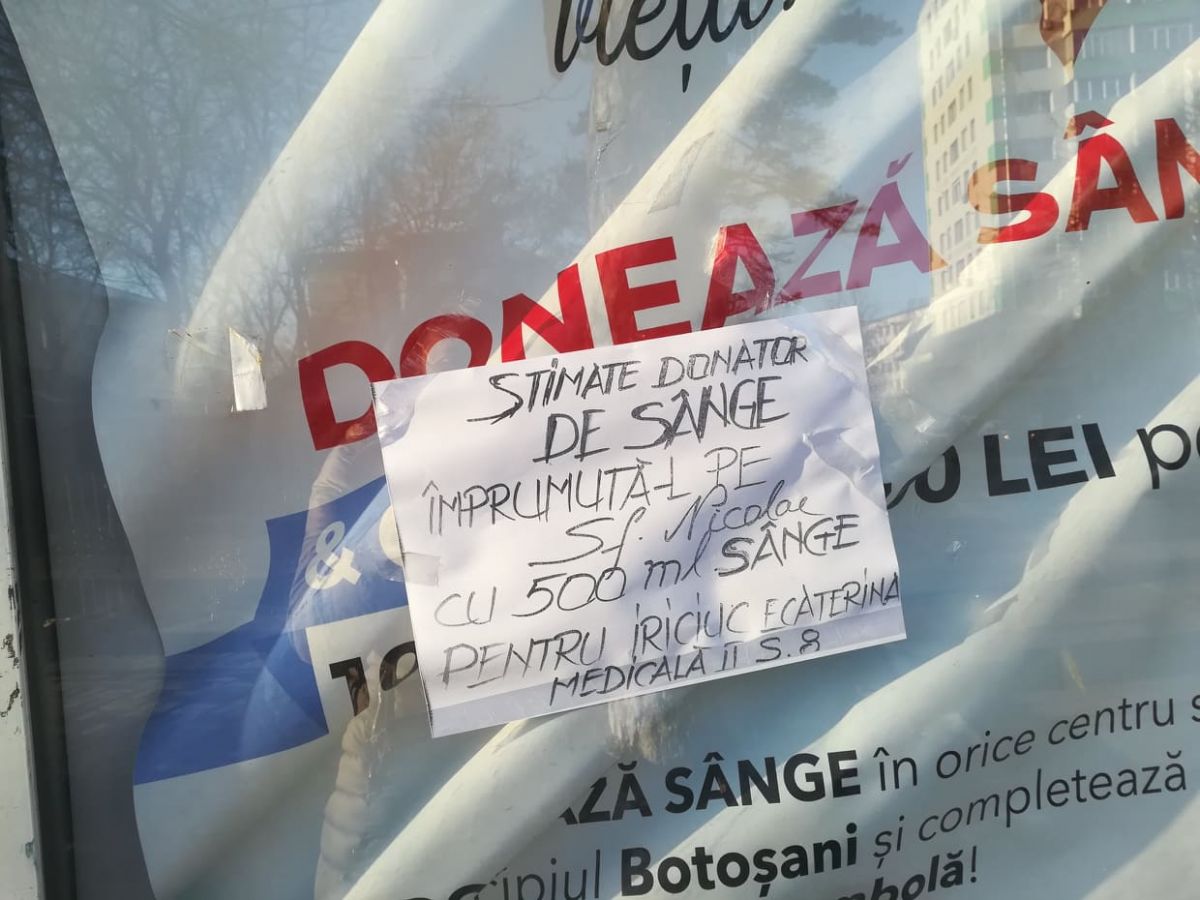 vieții!
DONEAZĂ SÂN
STIMATE DONATOR
DE SÂNGE
ÎMPRUMUTĂ-L PE
Sf. Nicolae
CU 500 ml SÂNGE
PENTRU IRICIUC ECATERINA
MEDICALĂ II S. 8
&
LEI
SÂNGE în orice centru
Botoșani și completează